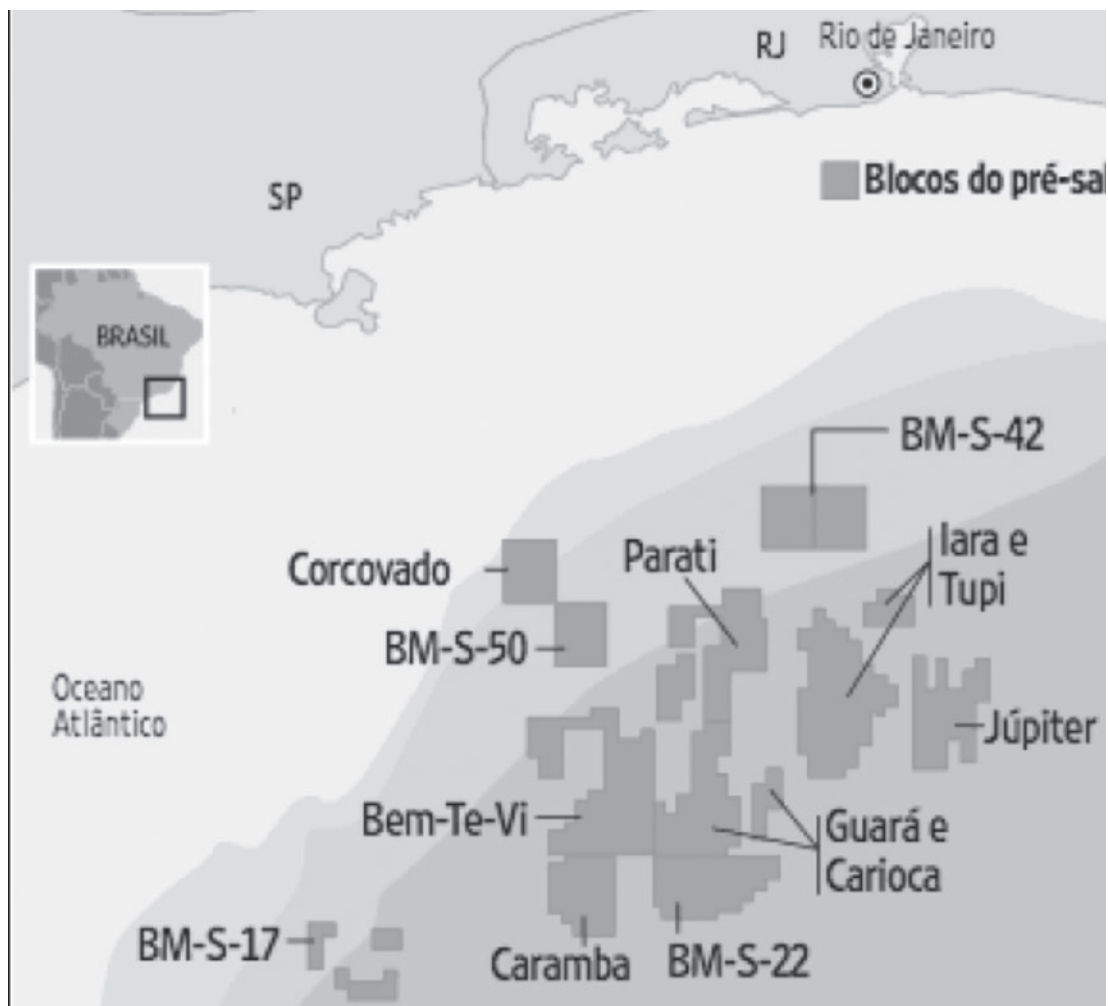 RJ
Rio de Janeiro
Blocos do pré-sal
SP
BRASIL
BM-S-42
Corcovado
Parati
Iara e
Tupi
BM-S-50
Oceano
Atlântico
Júpiter
Bem-Te-Vi
Guará e
Carioca
BM-S-17
Caramba
BM-S-22